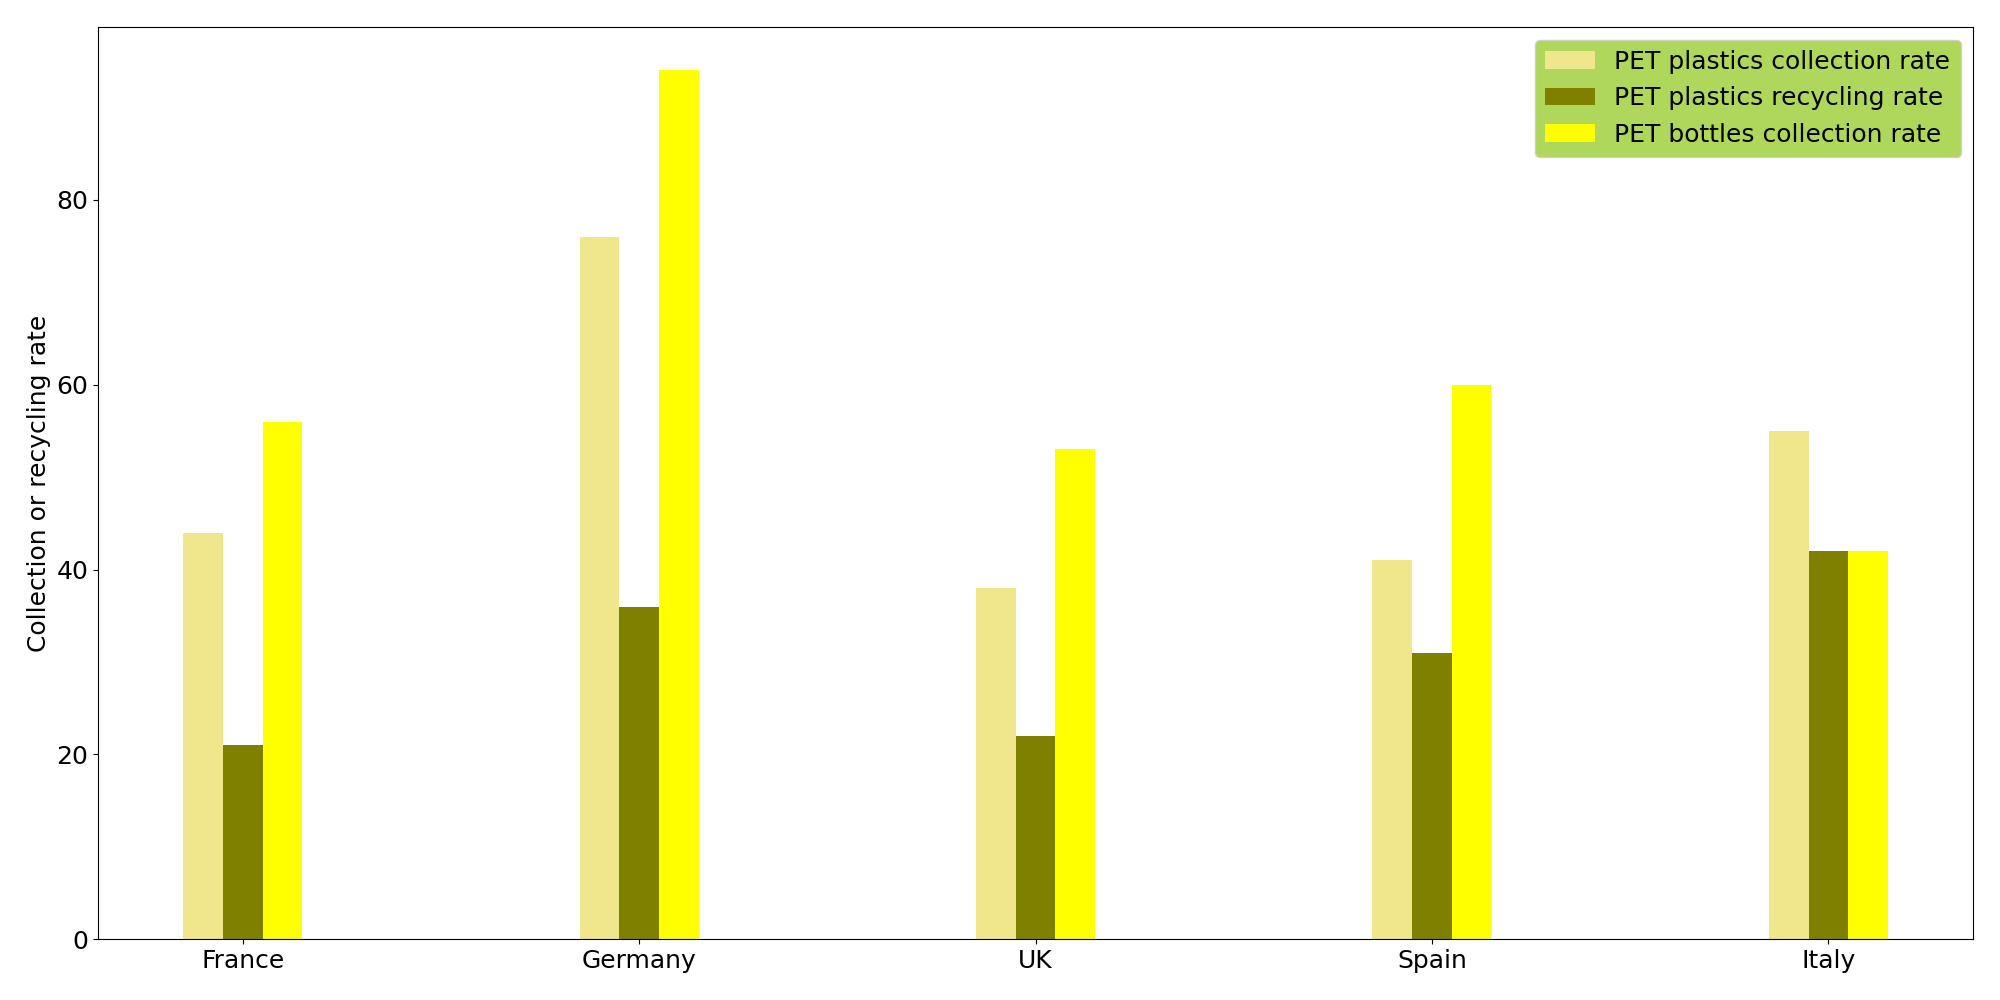 PET plastics collection rate
PET plastics recycling rate
PET bottles collection rate
Collection or recycling rate
80
60
40
20
0
France Germany UK Spain Italy